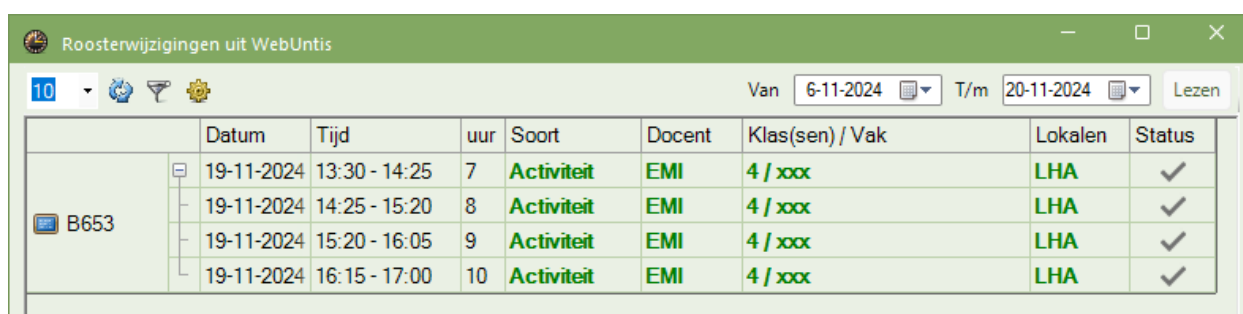 Roosterwijzigingen uit WebUntis
10 Van 6-11-2024 T/m 20-11-2024 Lezen
Datum Tijd uur Soort Docent Klas(sen) / Vak Lokalen Status
19-11-2024 13:30 - 14:25 7 Activiteit EMI 4 / xxx LHA
B653
19-11-2024 14:25 - 15:20 8 Activiteit EMI 4 / xxx LHA
19-11-2024 15:20 - 16:05 9 Activiteit EMI 4 / xxx LHA
19-11-2024 16:15 - 17:00 10 Activiteit EMI 4 / xxx LHA